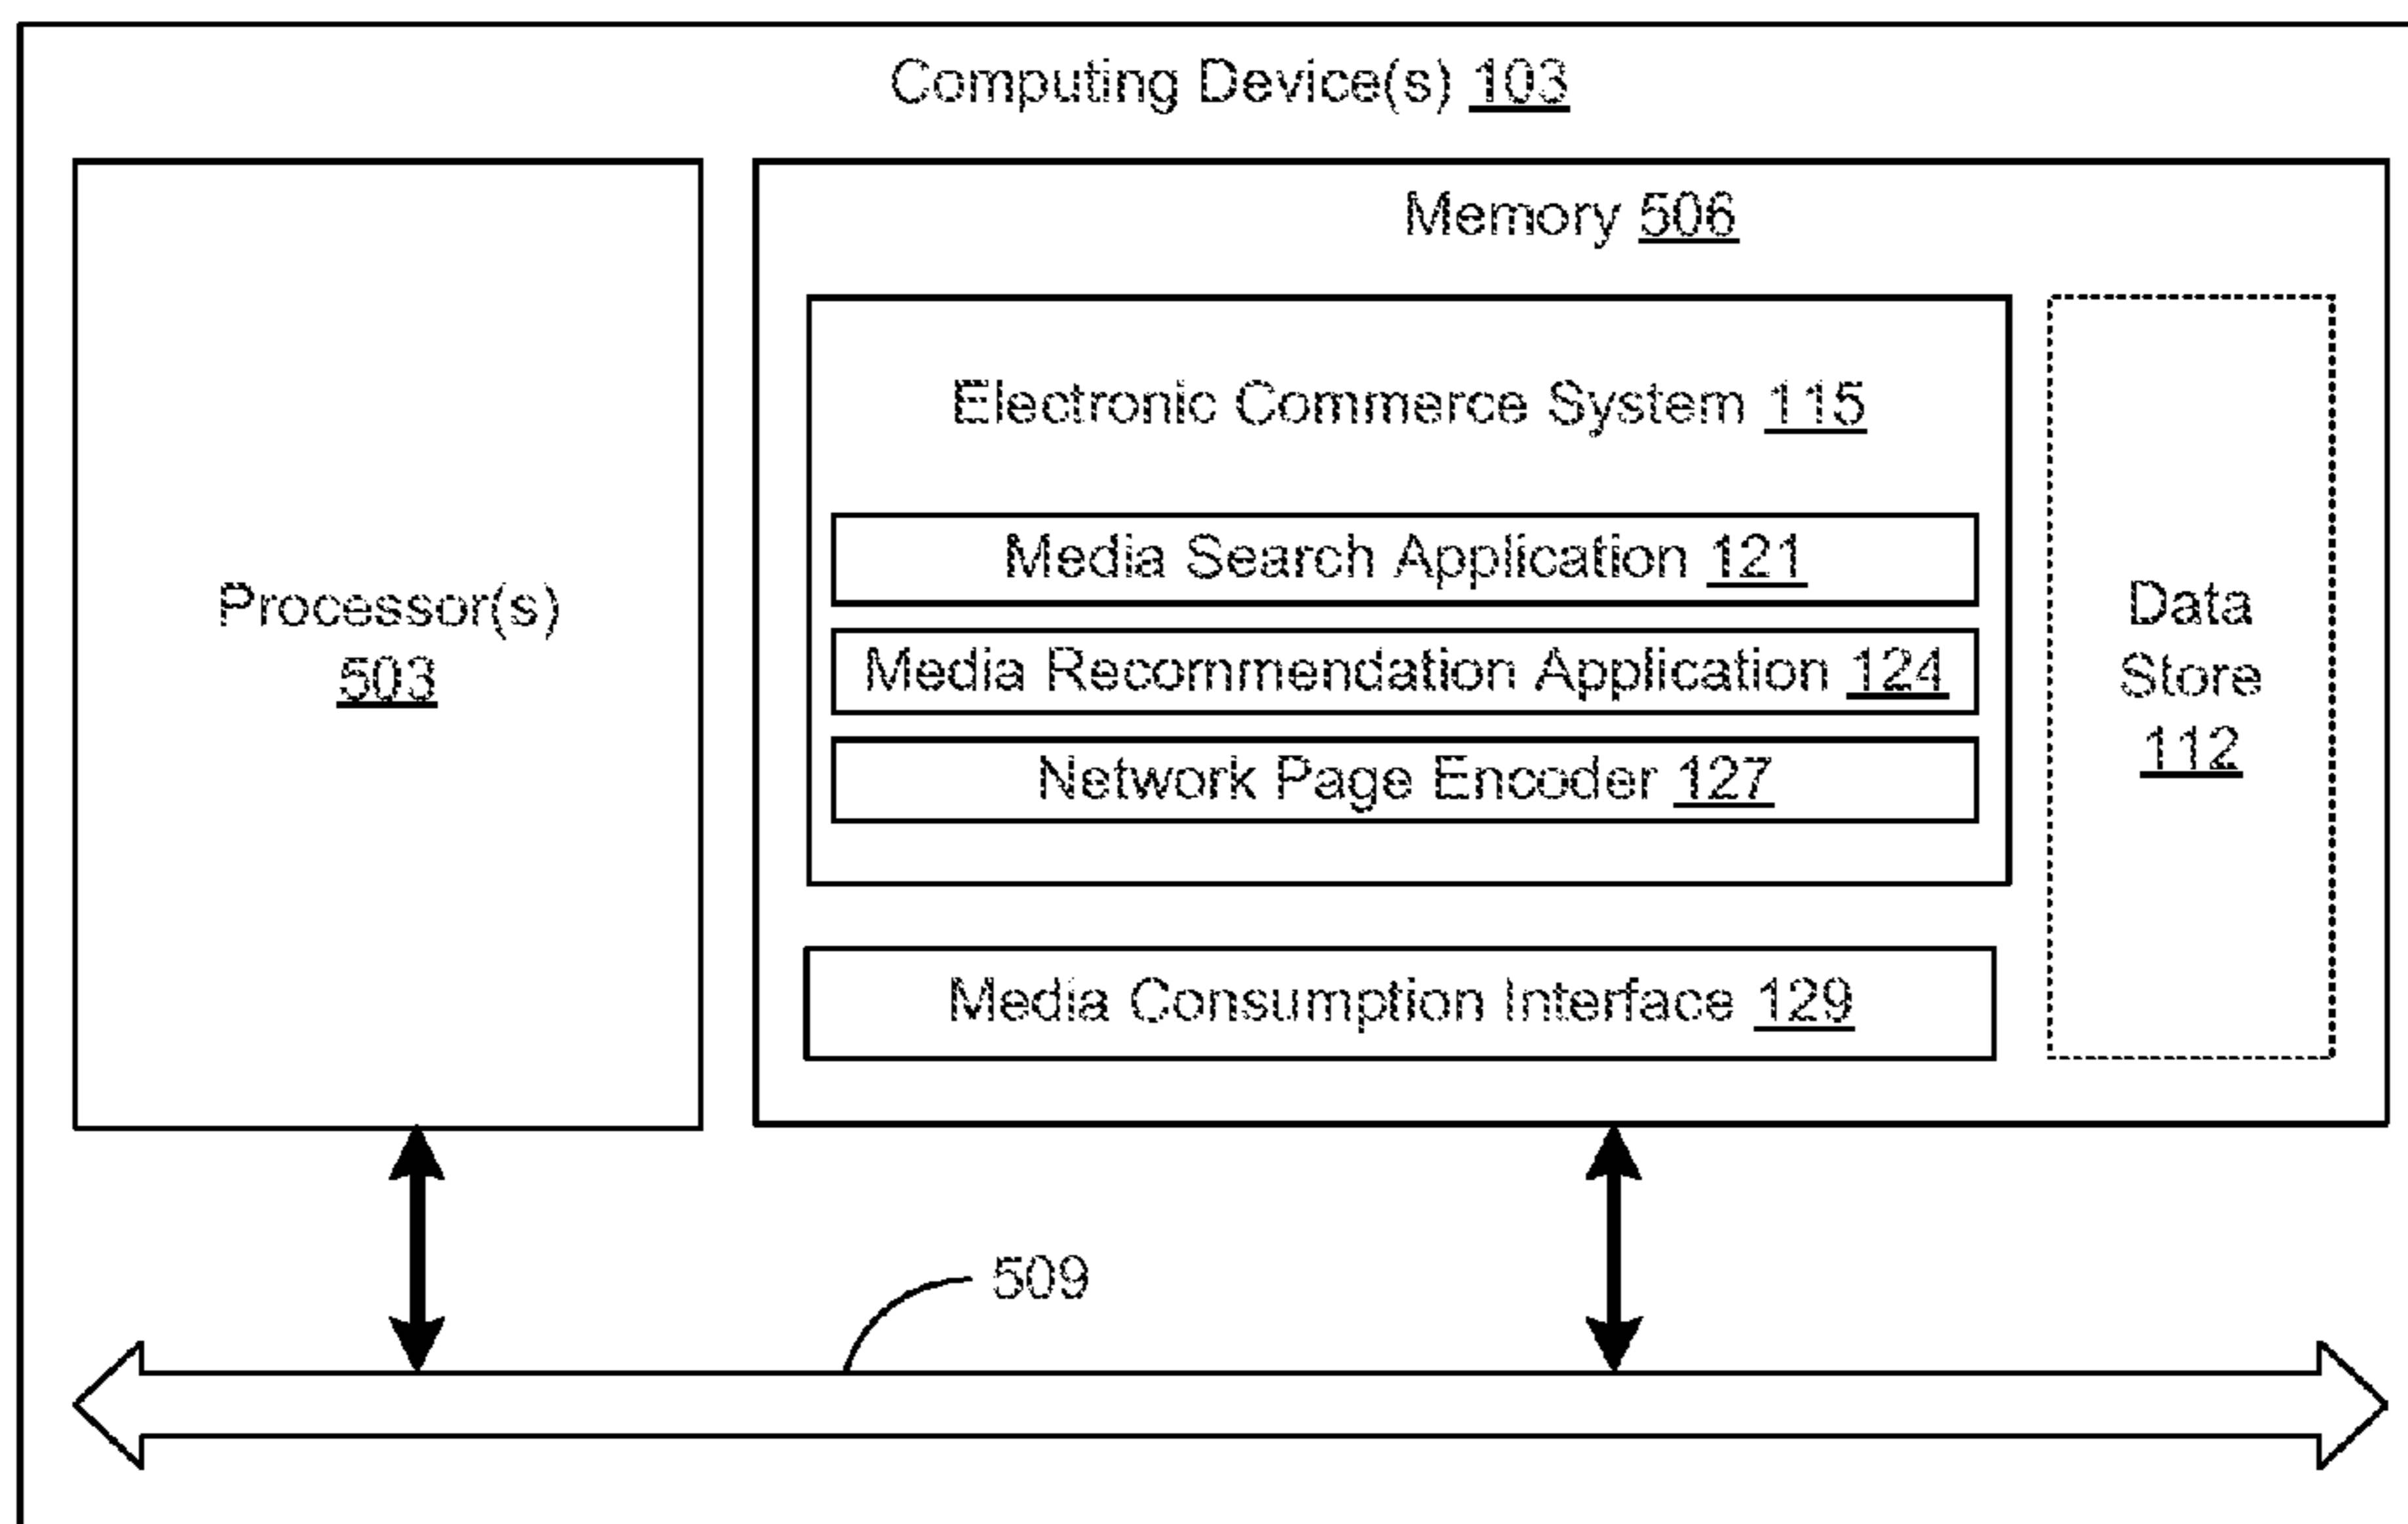 Computing Device(s) 103
Memory 506
Electronic Commerce System 115
Media Search Application 121
Media Recommendation Application 124
Network Page Encoder 127
Media Consumption Interface 129
Processor(s)
503
Data
Store
112
509